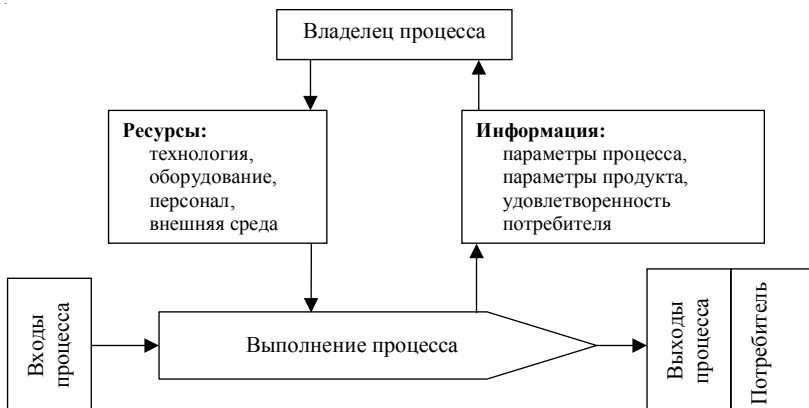 Владелец процесса
Ресурсы:
технология,
оборудование,
персонал,
внешняя среда
Информация:
параметры процесса,
параметры продукта,
удовлетворенность
потребителя
Входы
процесса
Выполнение процесса
Выходы
процесса
Потребитель